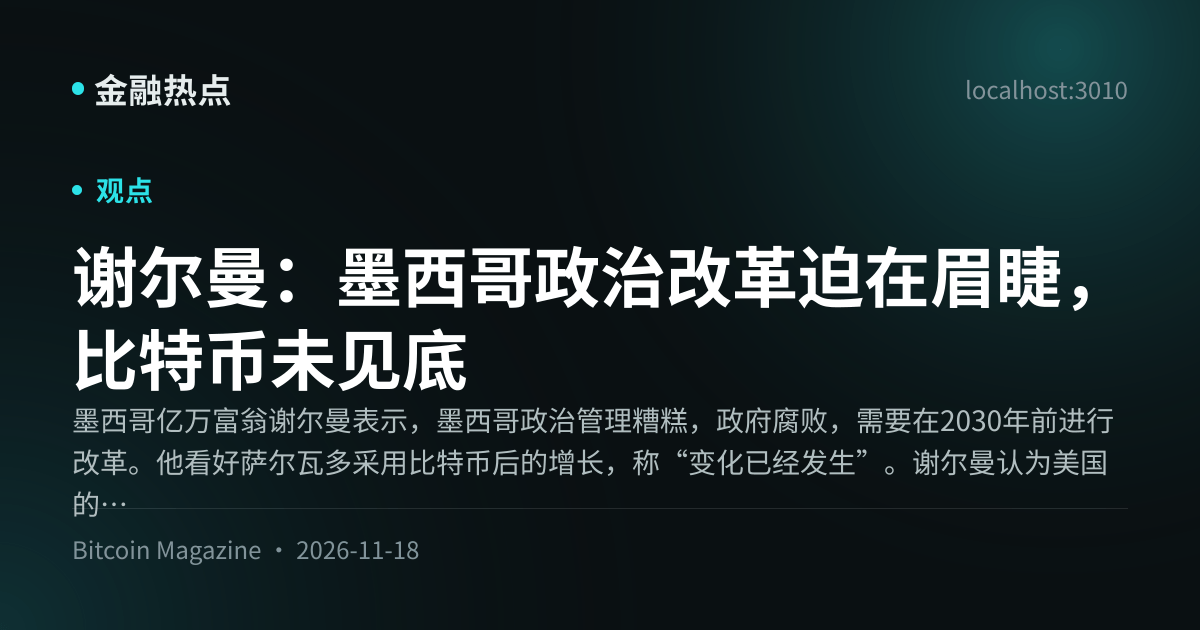 金融热点
localhost:3010
观点
谢尔曼：墨西哥政治改革迫在眉睫，
比特币未见底
墨西哥亿万富翁谢尔曼表示，墨西哥政治管理糟糕，政府腐败，需要在2030年前进行
改革。他看好萨尔瓦多采用比特币后的增长，称“变化已经发生”。谢尔曼认为美国
的…
Bitcoin Magazine · 2026-11-18